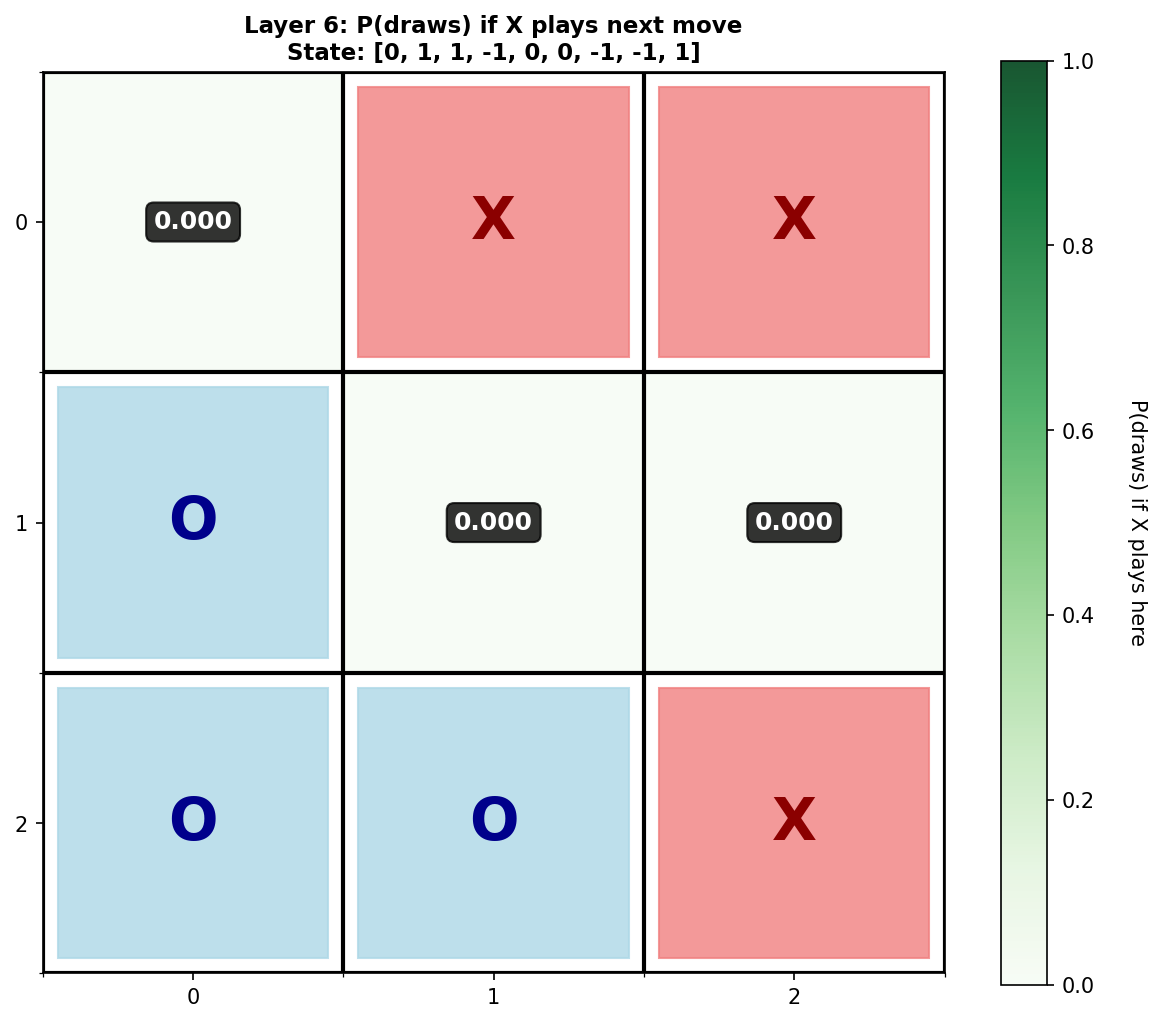 Layer 6: P(draws) if X plays next move
State: [0, 1, 1, -1, 0, 0, -1, -1, 1]
0
0.000
X
X
1
O
0.000
0.000
2
O
O
X
0
1
2
1.0
0.8
0.6
0.4
0.2
0.0
P(draws) if X plays here